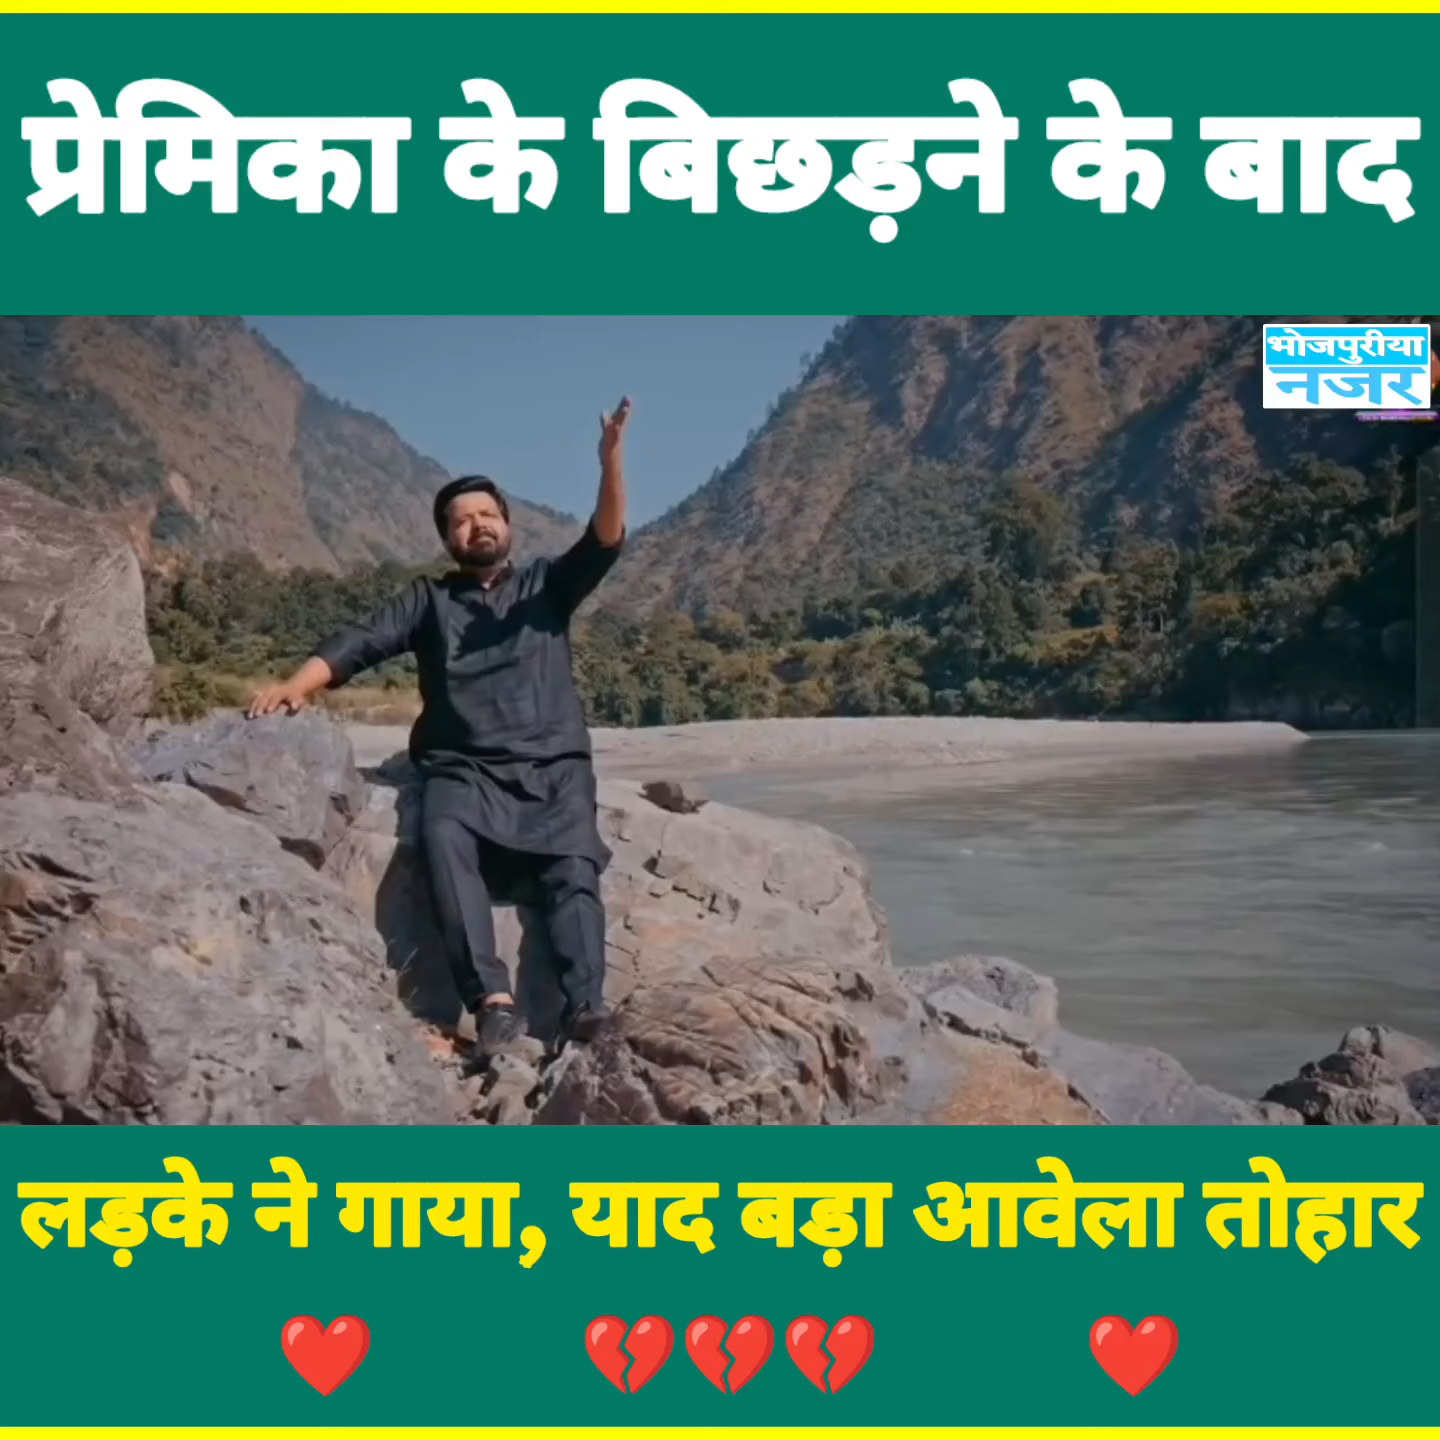 प्रेमिका के बिछड़ने के बाद
भोजपुरीया
नजर
लड़के ने गाया, याद बड़ा आवेला तोहार
❤️ 💔💔💔 ❤️